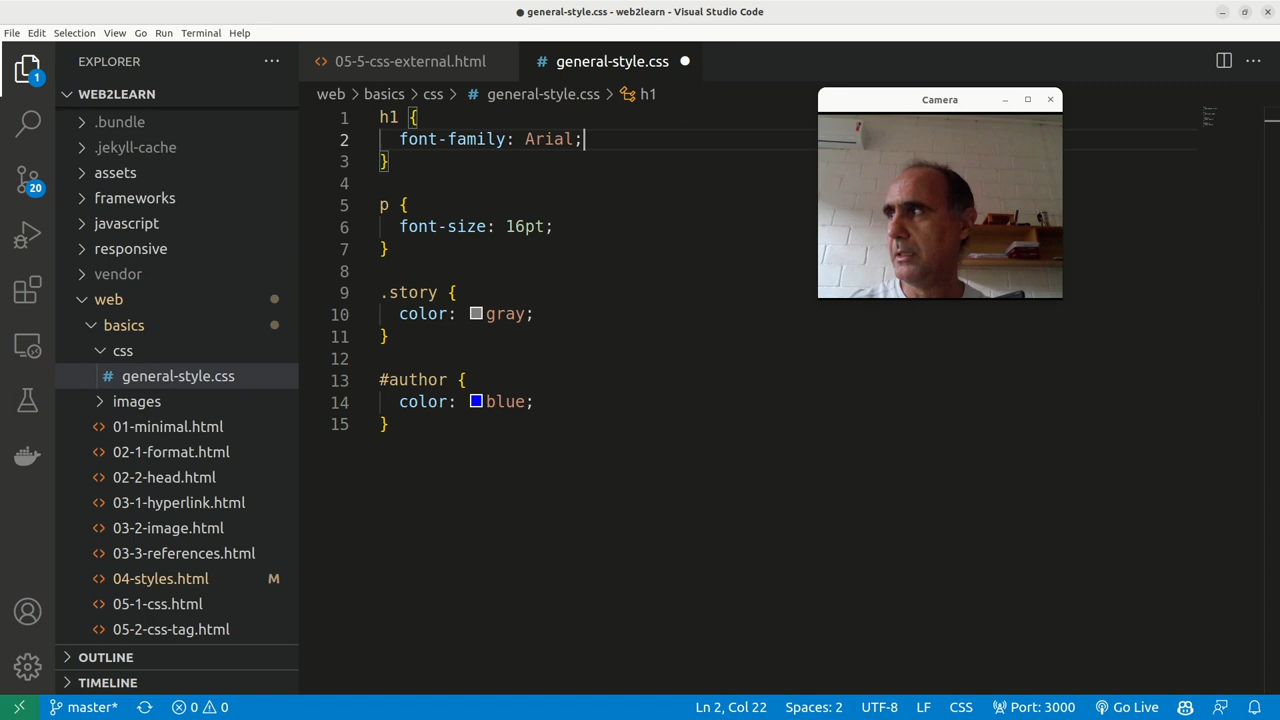 ● general-style.css - web2learn - Visual Studio Code
File Edit Selection View Go Run Terminal Help
EXPLORER
05-5-css-external.html
# general-style.css
WEB2LEARN
web > basics > css > # general-style.css > h1
Camera
.bundle
.jekyll-cache
assets
frameworks
javascript
responsive
vendor
web
basics
css
# general-style.css
images
01-minimal.html
02-1-format.html
02-2-head.html
03-1-hyperlink.html
03-2-image.html
03-3-references.html
04-styles.html M
05-1-css.html
05-2-css-tag.html
OUTLINE
TIMELINE
1
20
1 h1 {
2 font-family: Arial;
3 }
4
5 p {
6 font-size: 16pt;
7 }
8
9 .story {
10 color: gray;
11 }
12
13 #author {
14 color: blue;
15 }
master* 0 0 Ln 2, Col 22 Spaces: 2 UTF-8 LF CSS Port: 3000 Go Live